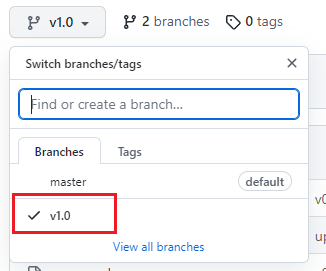 v1.0 2 branches 0 tags
Switch branches/tags
Find or create a branch...
Branches Tags
master default
v1.0
View all branches
v0
up